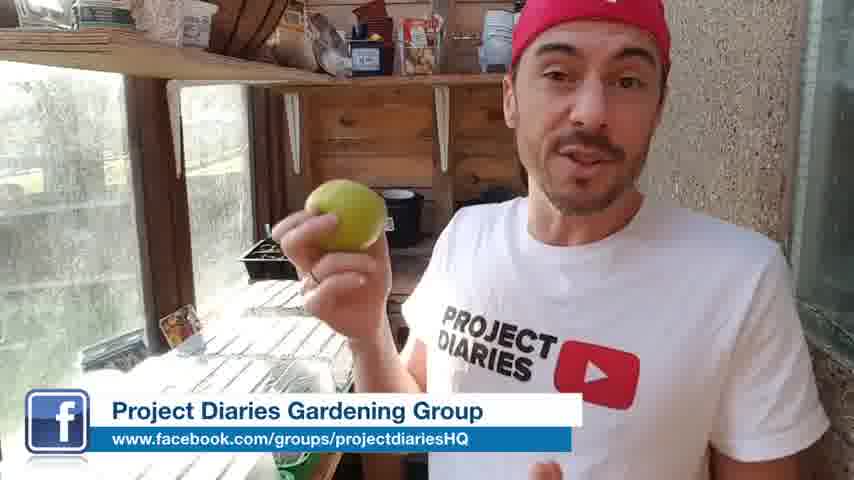 PROJECT
DIARIES
Project Diaries Gardening Group
www.facebook.com/groups/projectdiariesHQ